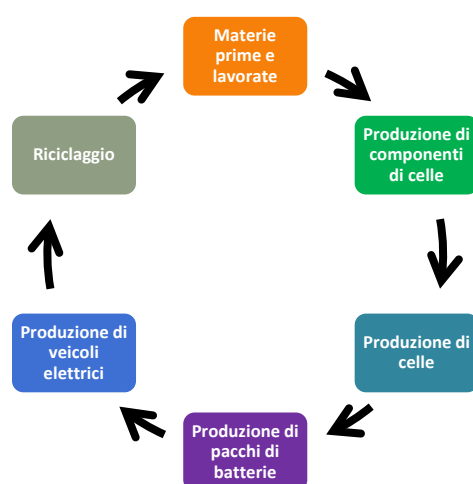 Materie
prime e
lavorate
Produzione di
componenti
di celle
Produzione di
celle
Produzione di
pacchi di
batterie
Produzione di
veicoli
elettrici
Riciclaggio